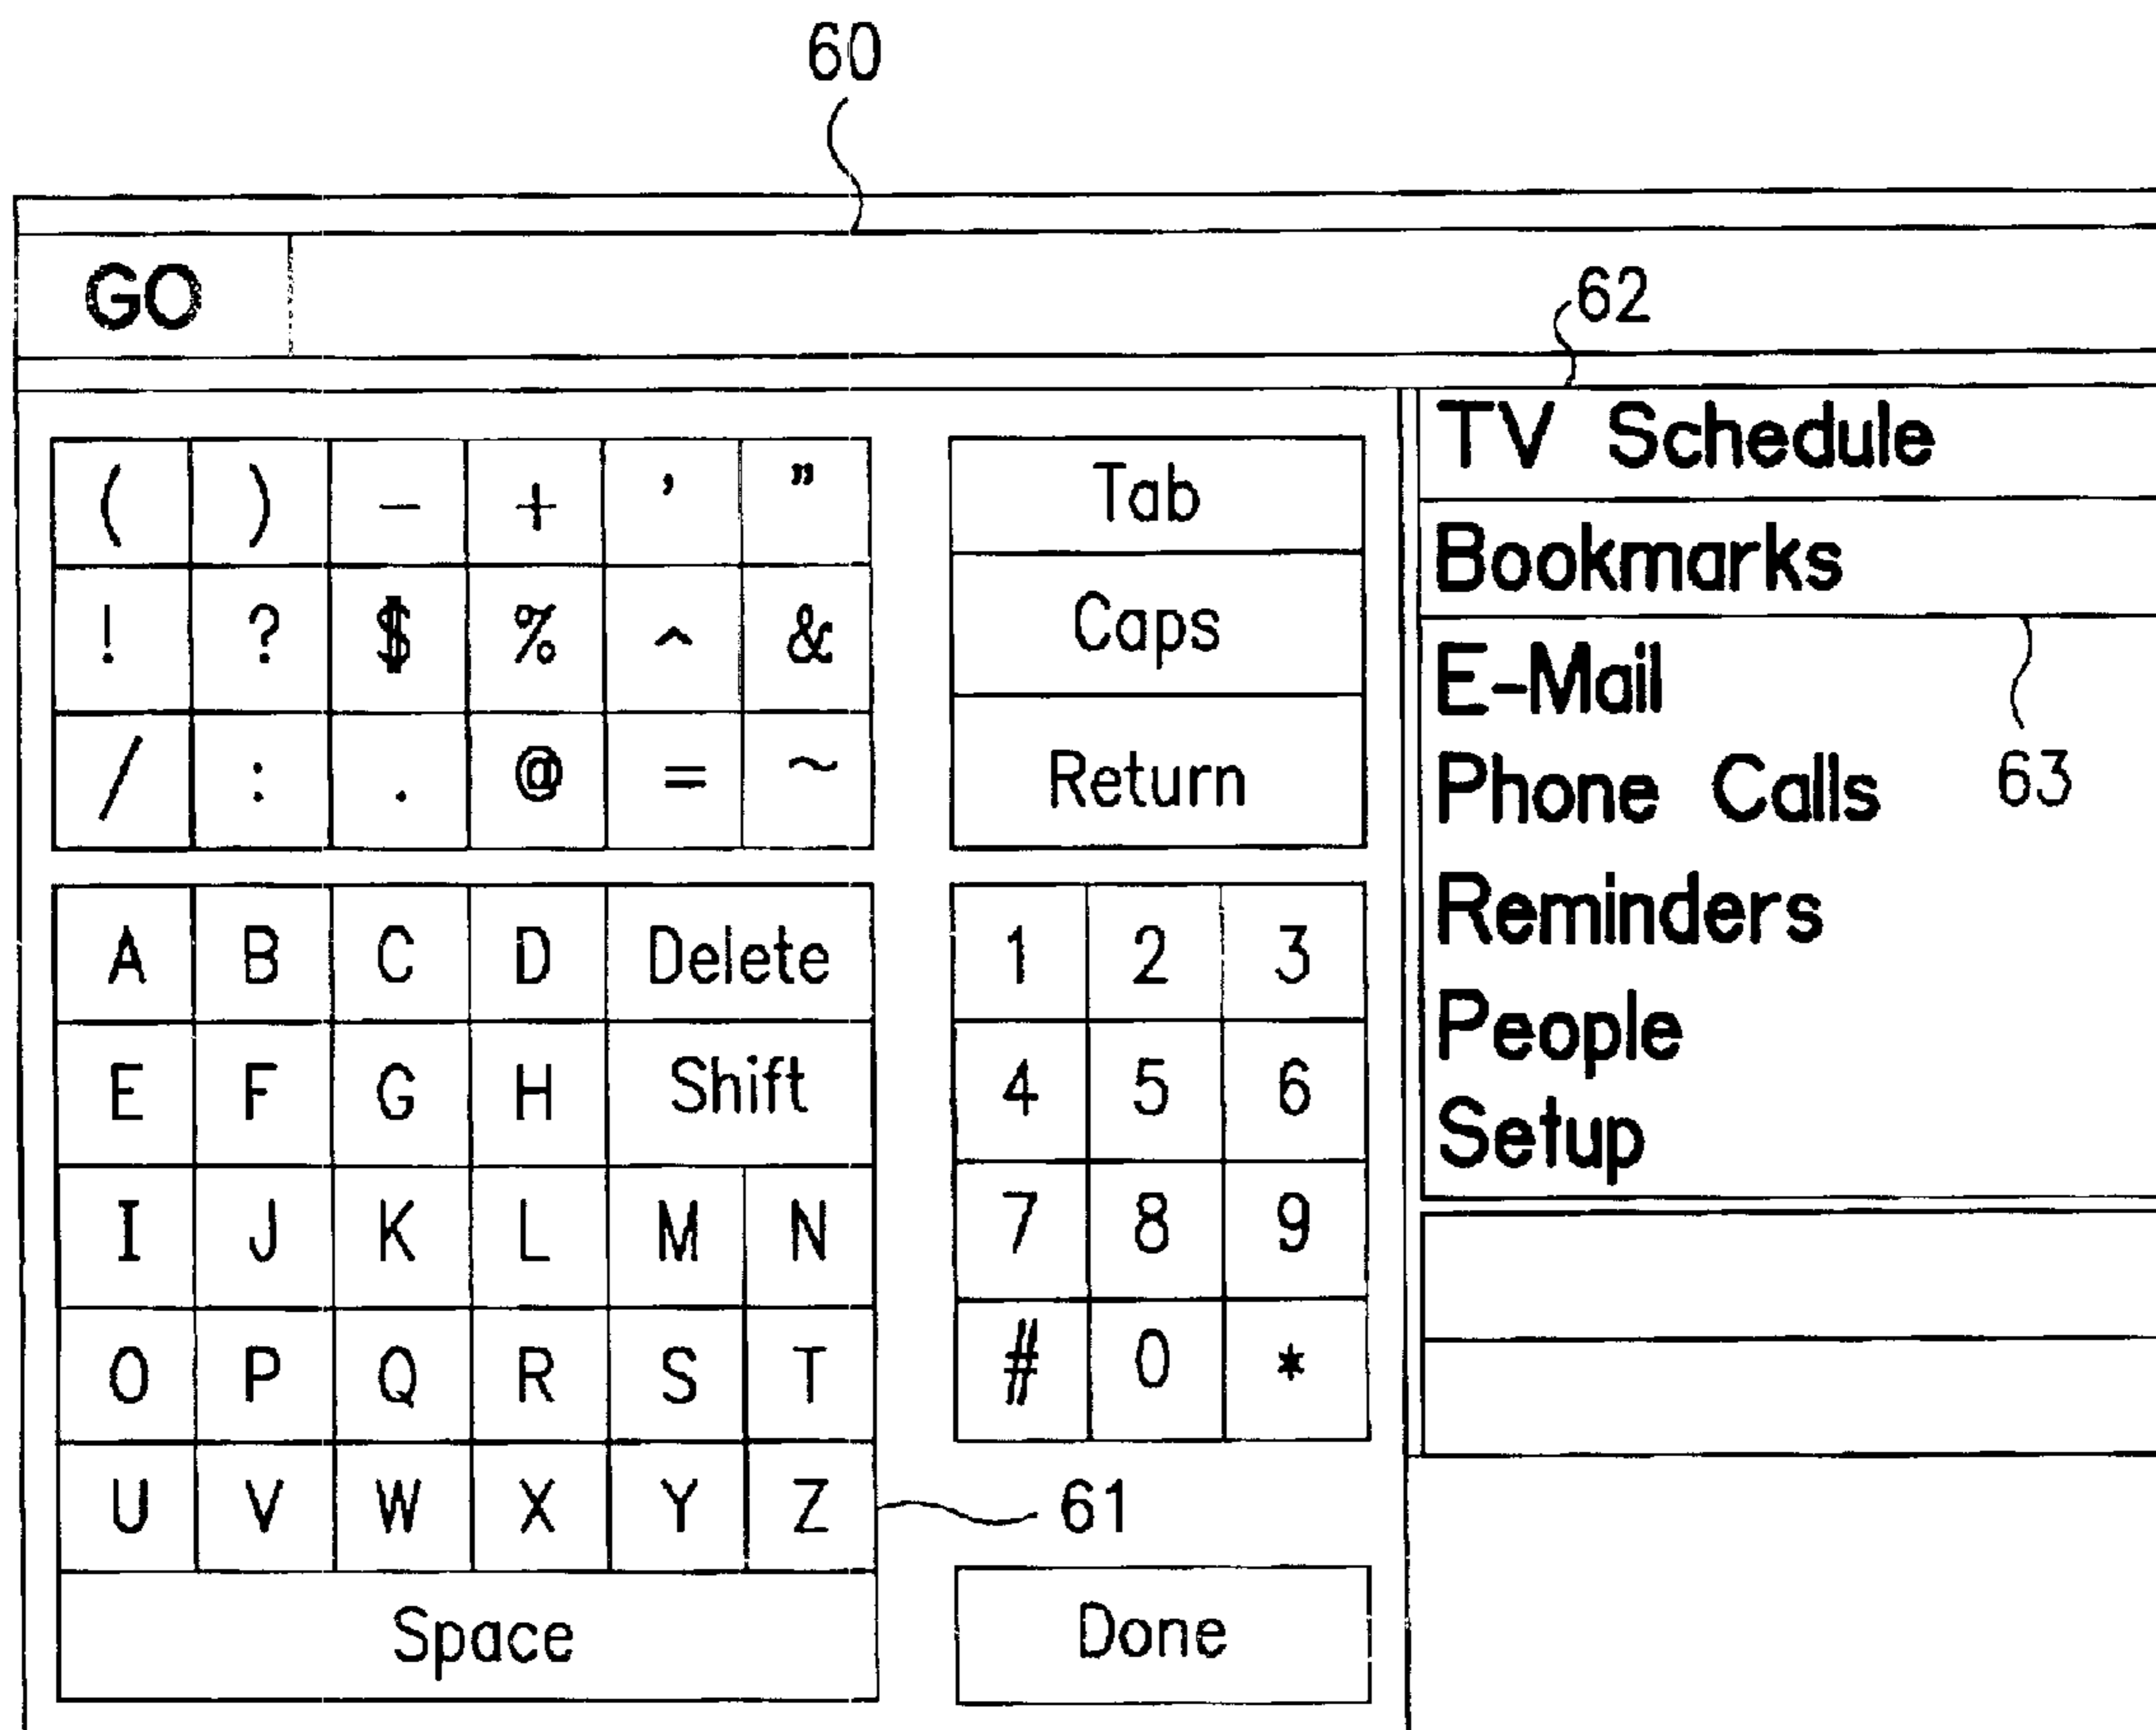 60
GO
62
( ) – + ’ ”
! ? $ % ^ &
/ : . @ = ~
Tab
Caps
Return
A B C D Delete
E F G H Shift
I J K L M N
O P Q R S T
U V W X Y Z
Space
1 2 3
4 5 6
7 8 9
# 0 *
61
Done
TV Schedule
Bookmarks
E-Mail
Phone Calls
63
Reminders
People
Setup